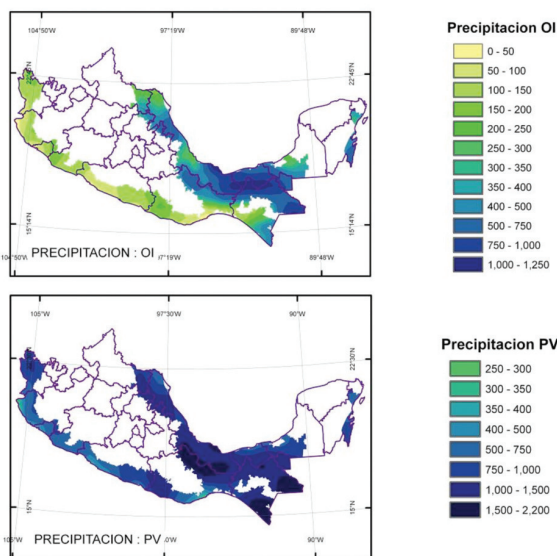 104°50'W 97°19'W 89°48'W
22°45'N
15°14'N 15°14'N
PRECIPITACION : OI
104°50'W 89°48'W
Precipitacion OI
0 - 50
50 - 100
100 - 150
150 - 200
200 - 250
250 - 300
300 - 350
350 - 400
400 - 500
500 - 750
750 - 1,000
1,000 - 1,250
105°W 97°30'W 90°W
22°30'N
15°N 15°N
PRECIPITACION : PV
90°W
Precipitacion PV
250 - 300
300 - 350
350 - 400
400 - 500
500 - 750
750 - 1,000
1,000 - 1,500
1,500 - 2,200